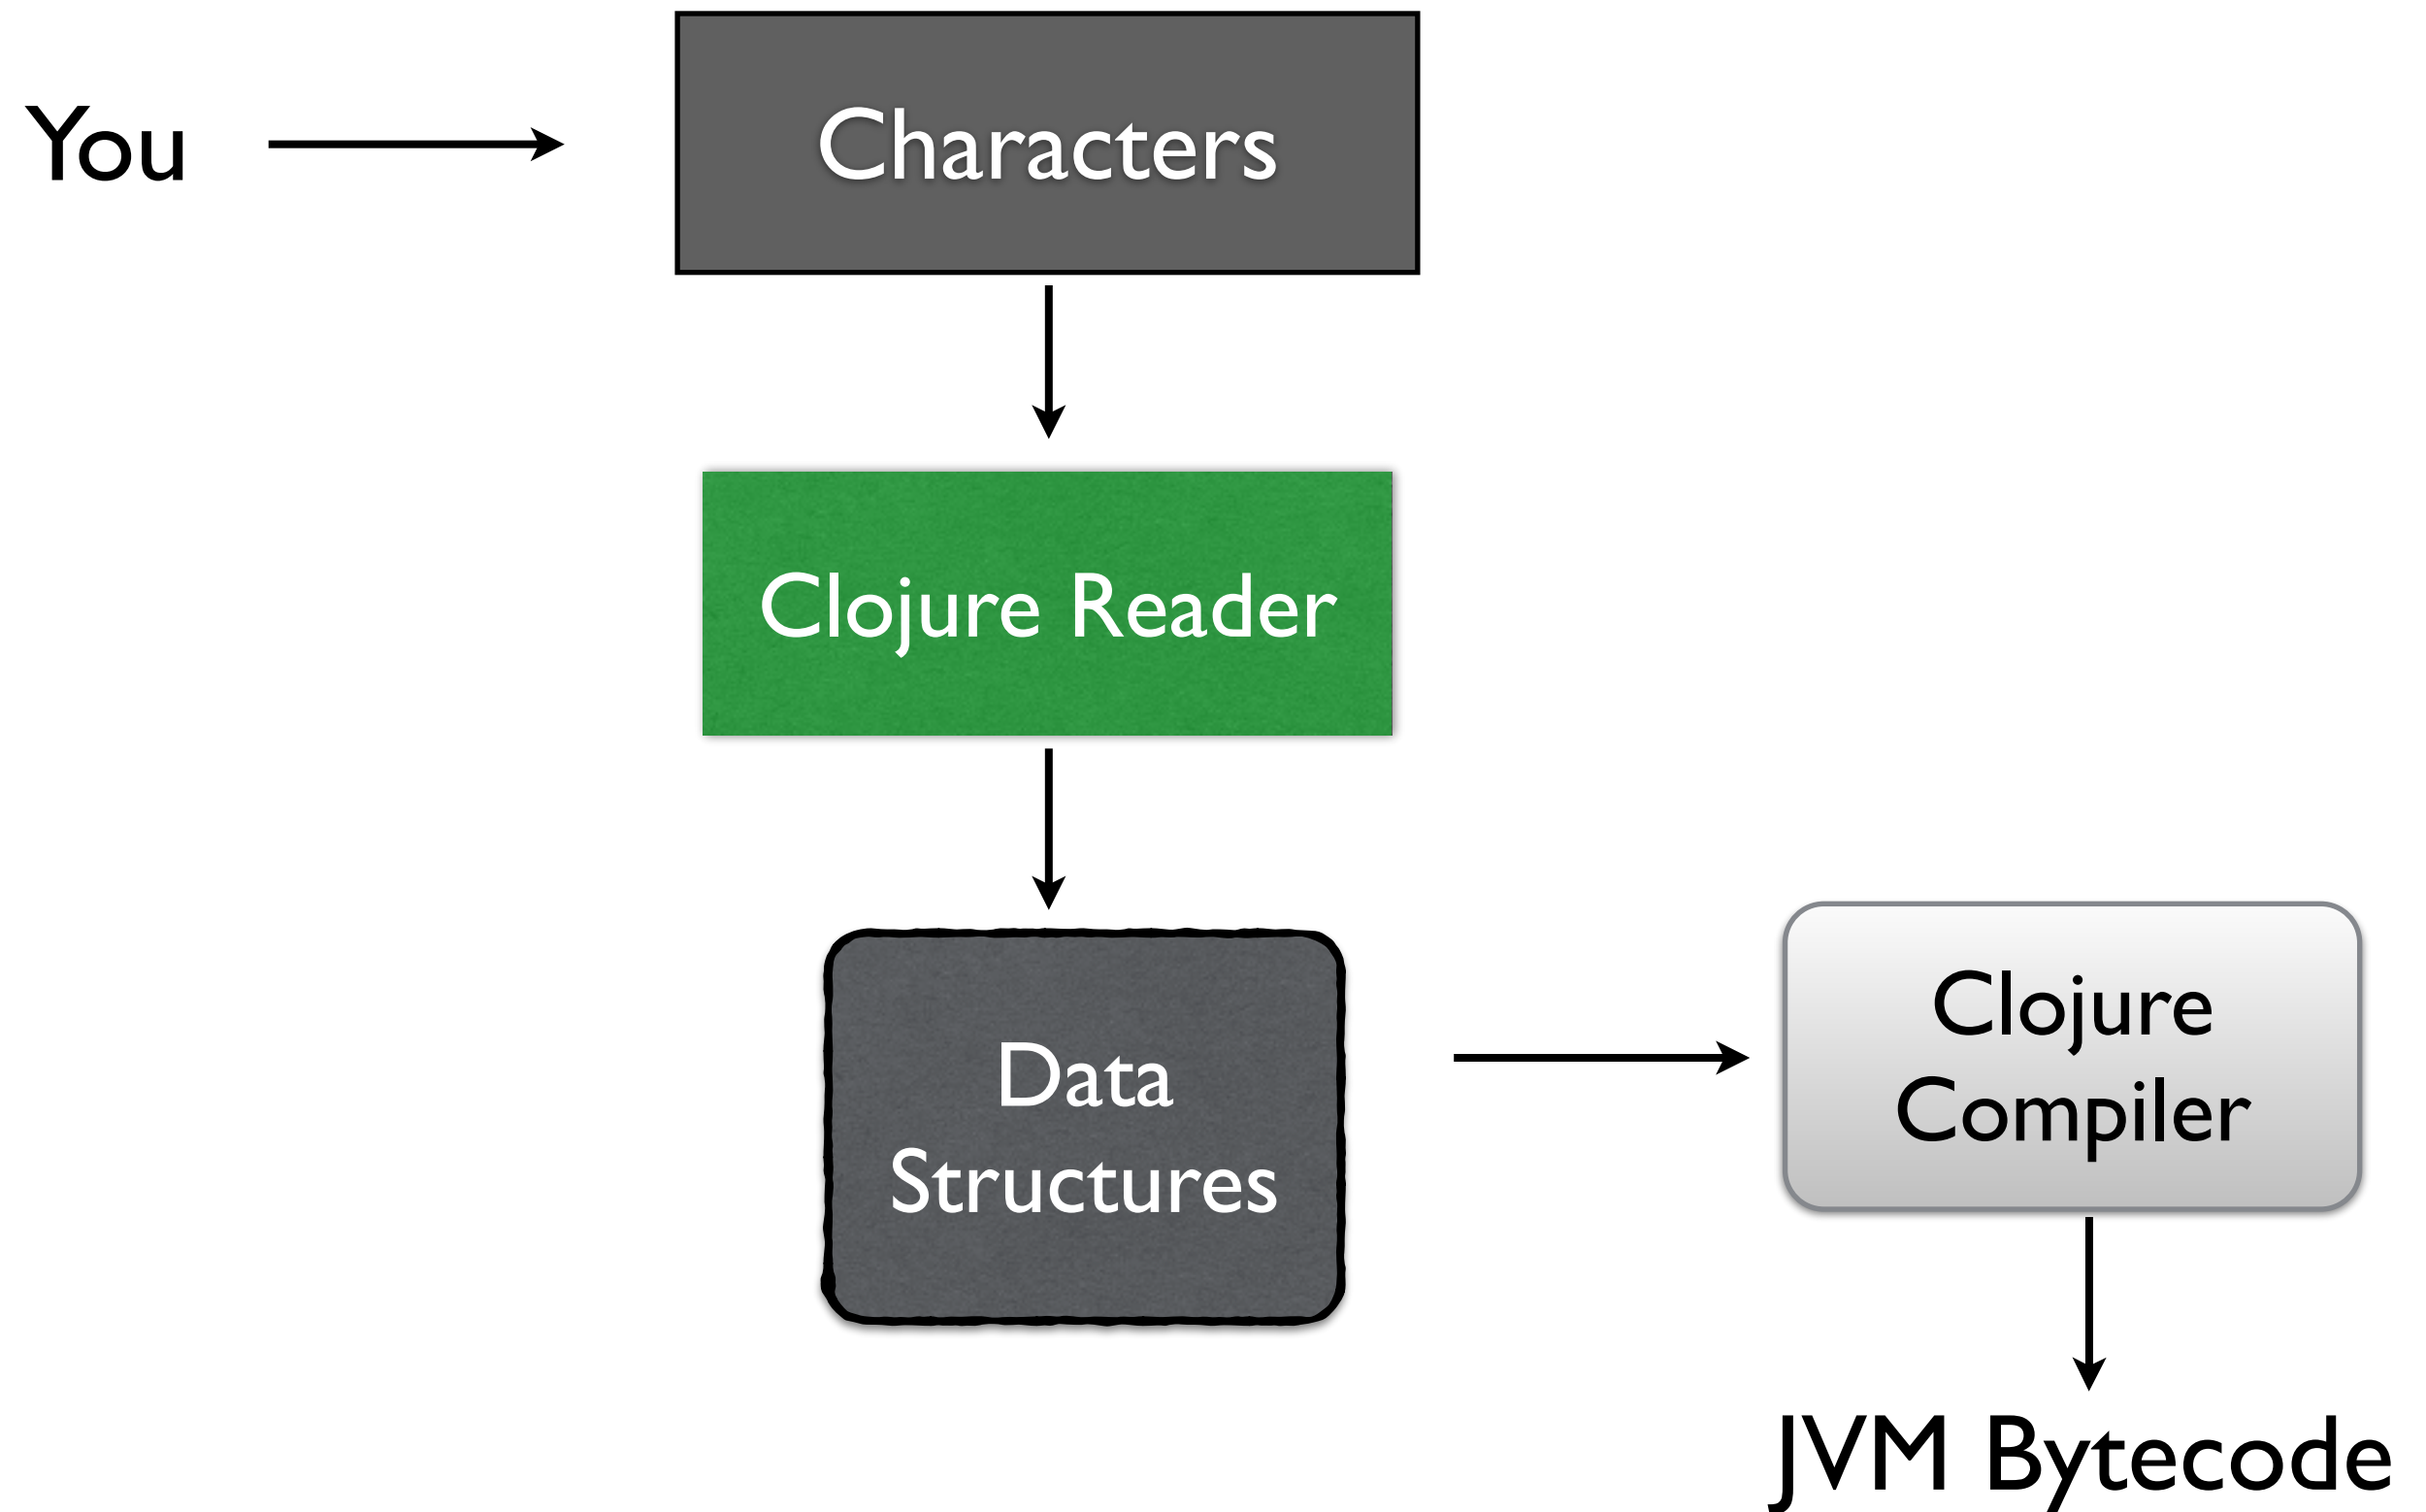 You
Characters
Clojure Reader
Data
Structures
Clojure
Compiler
JVM Bytecode